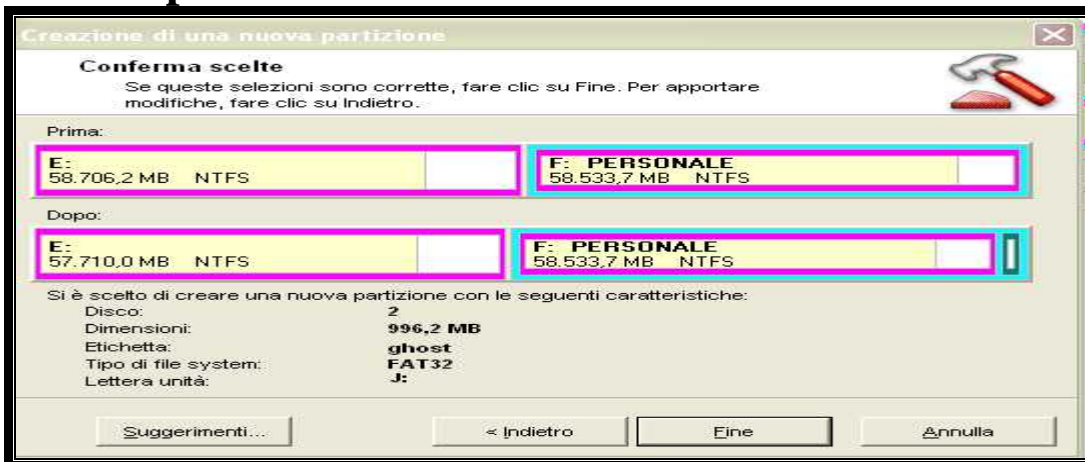 Creazione di una nuova partizione
Conferma scelte
Se queste selezioni sono corrette, fare clic su Fine. Per apportare
modifiche, fare clic su Indietro.
Prima:
E:
58.706,2 MB NTFS
F: PERSONALE
58.533,7 MB NTFS
Dopo:
E:
57.710,0 MB NTFS
F: PERSONALE
58.533,7 MB NTFS
Si è scelto di creare una nuova partizione con le seguenti caratteristiche:
Disco: 2
Dimensioni: 996,2 MB
Etichetta: ghost
Tipo di file system: FAT32
Lettera unità: J:
Suggerimenti...
< Indietro
Fine
Annulla